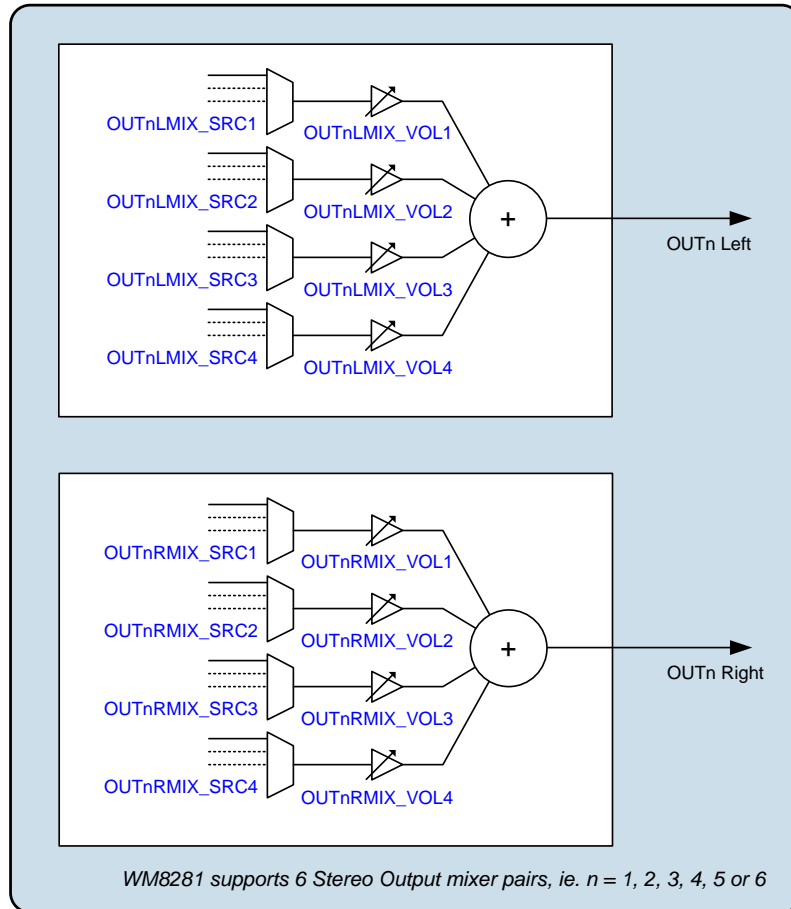 OUTnLMIX_SRC1
OUTnLMIX_VOL1
OUTnLMIX_SRC2
OUTnLMIX_VOL2
+
OUTn Left
OUTnLMIX_SRC3
OUTnLMIX_VOL3
OUTnLMIX_SRC4
OUTnLMIX_VOL4
OUTnRMIX_SRC1
OUTnRMIX_VOL1
OUTnRMIX_SRC2
OUTnRMIX_VOL2
+
OUTn Right
OUTnRMIX_SRC3
OUTnRMIX_VOL3
OUTnRMIX_SRC4
OUTnRMIX_VOL4
WM8281 supports 6 Stereo Output mixer pairs, ie. n = 1, 2, 3, 4, 5 or 6